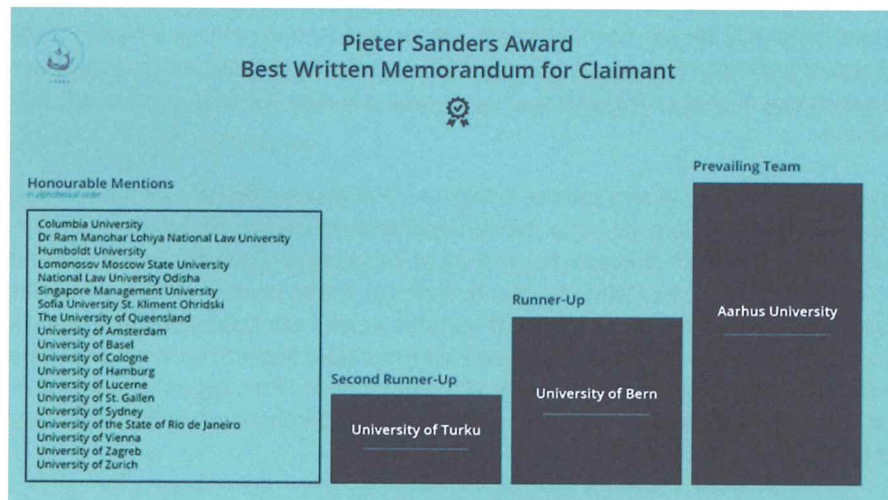 Pieter Sanders Award
Best Written Memorandum for Claimant
Honourable Mentions
in alphabetical order
Columbia University
Dr Ram Manohar Lohiya National Law University
Humboldt University
Lomonosov Moscow State University
National Law University Odisha
Singapore Management University
Sofia University St. Kliment Ohridski
The University of Queensland
University of Amsterdam
University of Basel
University of Cologne
University of Hamburg
University of Lucerne
University of St. Gallen
University of Sydney
University of the State of Rio de Janeiro
University of Vienna
University of Zagreb
University of Zurich
Second Runner-Up
University of Turku
Runner-Up
University of Bern
Prevailing Team
Aarhus University